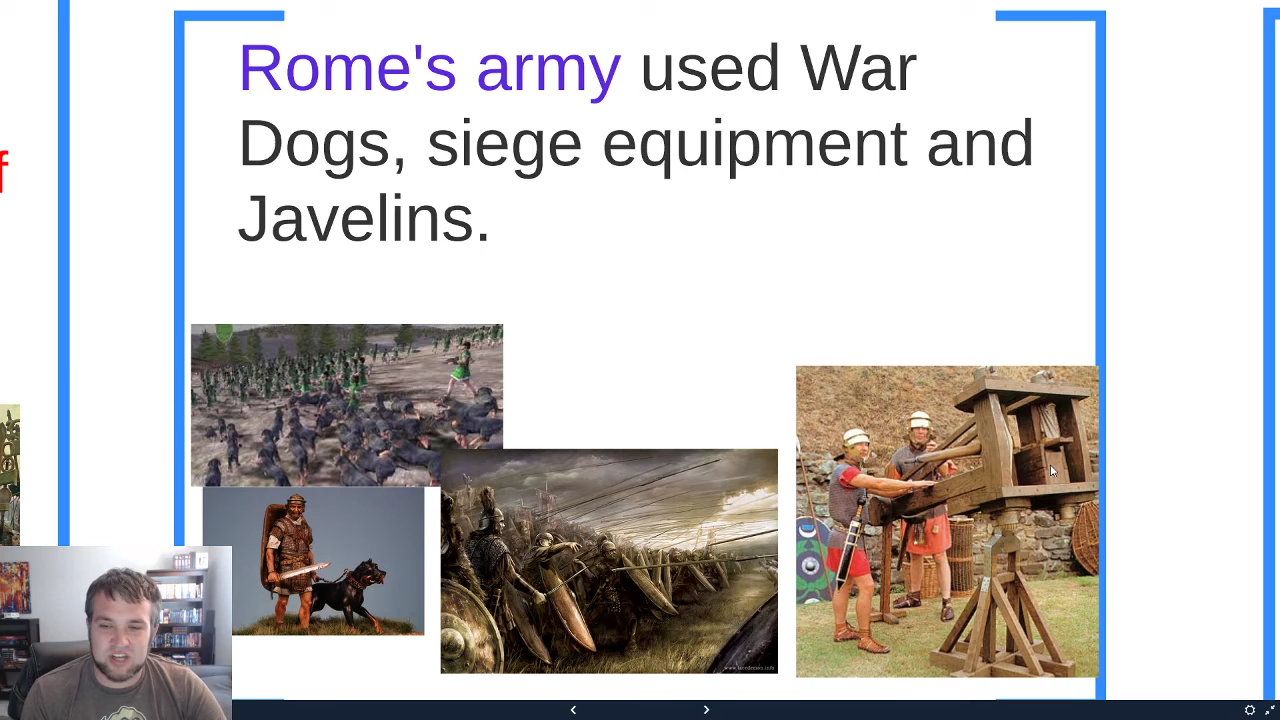 Rome's army used War
Dogs, siege equipment and
Javelins.
f